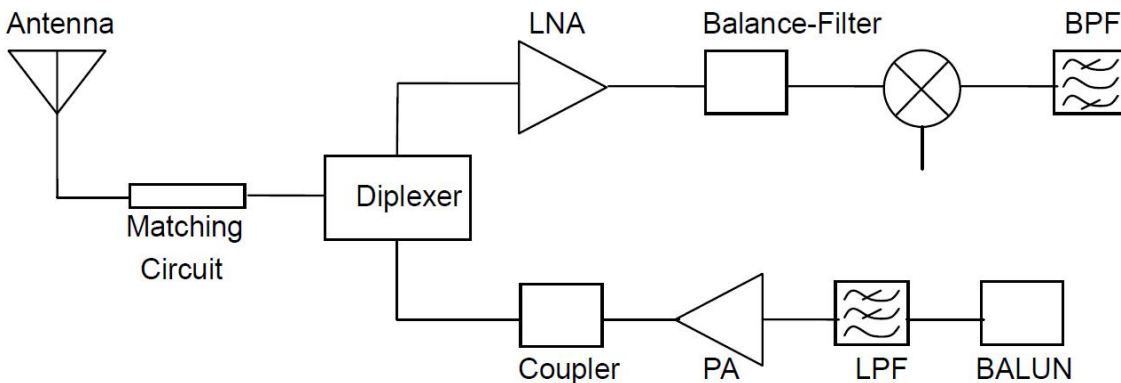 Antenna
LNA
Balance-Filter
BPF
Diplexer
Matching
Circuit
Coupler
PA
LPF
BALUN